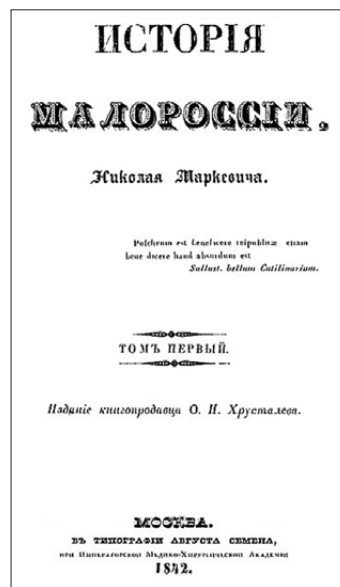 ИСТОРІЯ
МАЛОРОССІИ,
Николая Маркевича.
Pulchrum est benefacere reipublicæ etiam
bene dicere haud absurdum est
Sallust. bellum Catilinarium.
ТОМЪ ПЕРВЫЙ.
Изданіе книгопродавца О. И. Хрусталева.
МОСКВА.
ВЪ ТИПОГРАФІИ АВГУСТА СЕМЕНА,
при Императорской Медико-Хирургической Академіи
1842.